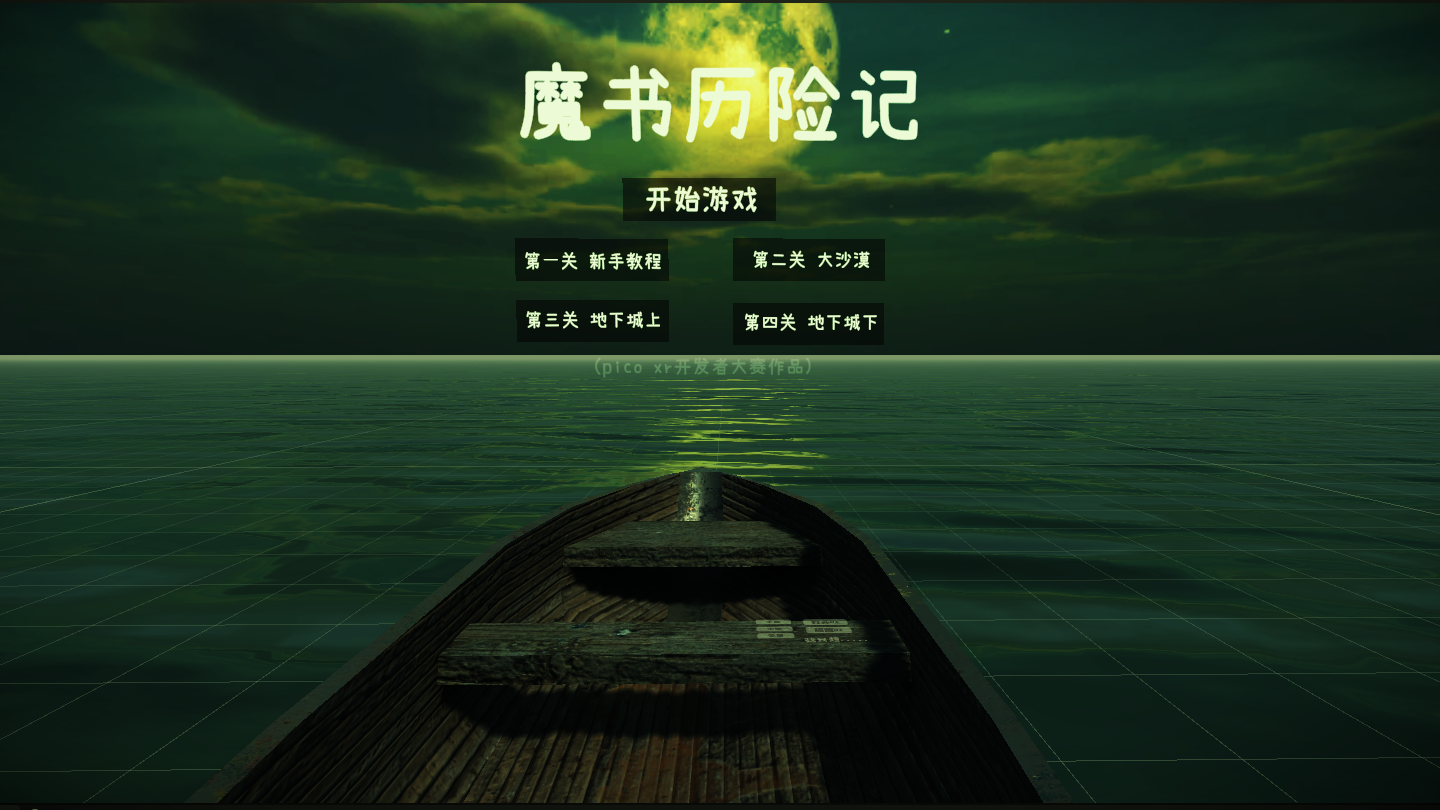 魔书历险记
开始游戏
第一关 新手教程
第二关 大沙漠
第三关 地下城上
第四关 地下城下
(pico xr开发者大赛作品)